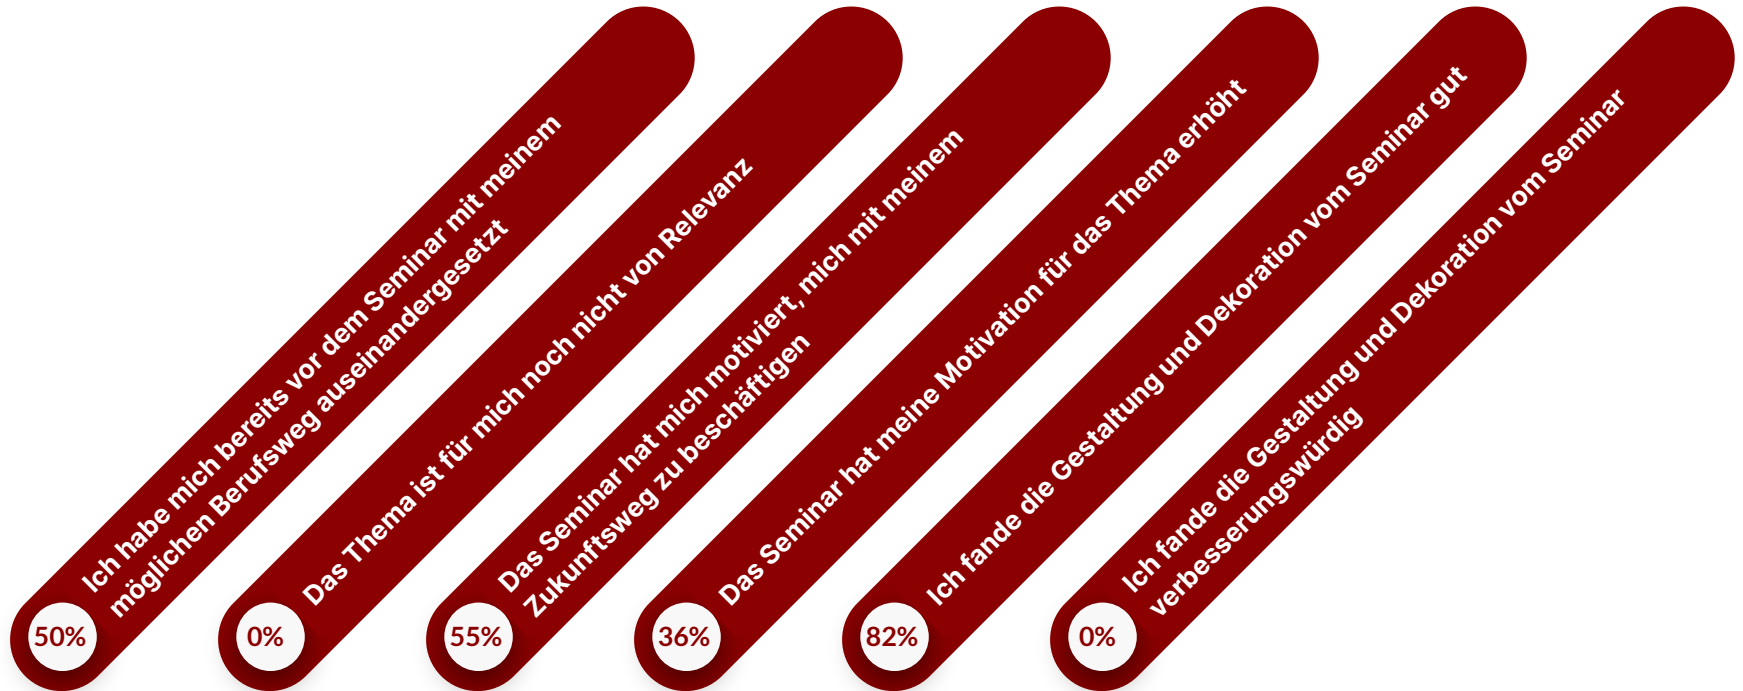 Ich habe mich bereits vor dem Seminar mit meinem
möglichen Berufsweg auseinandergesetzt
50%
Das Thema ist für mich noch nicht von Relevanz
0%
Das Seminar hat mich motiviert, mich mit meinem
Zukunftsweg zu beschäftigen
55%
Das Seminar hat meine Motivation für das Thema erhöht
36%
Ich fande die Gestaltung und Dekoration vom Seminar gut
82%
Ich fande die Gestaltung und Dekoration vom Seminar
verbesserungswürdig
0%